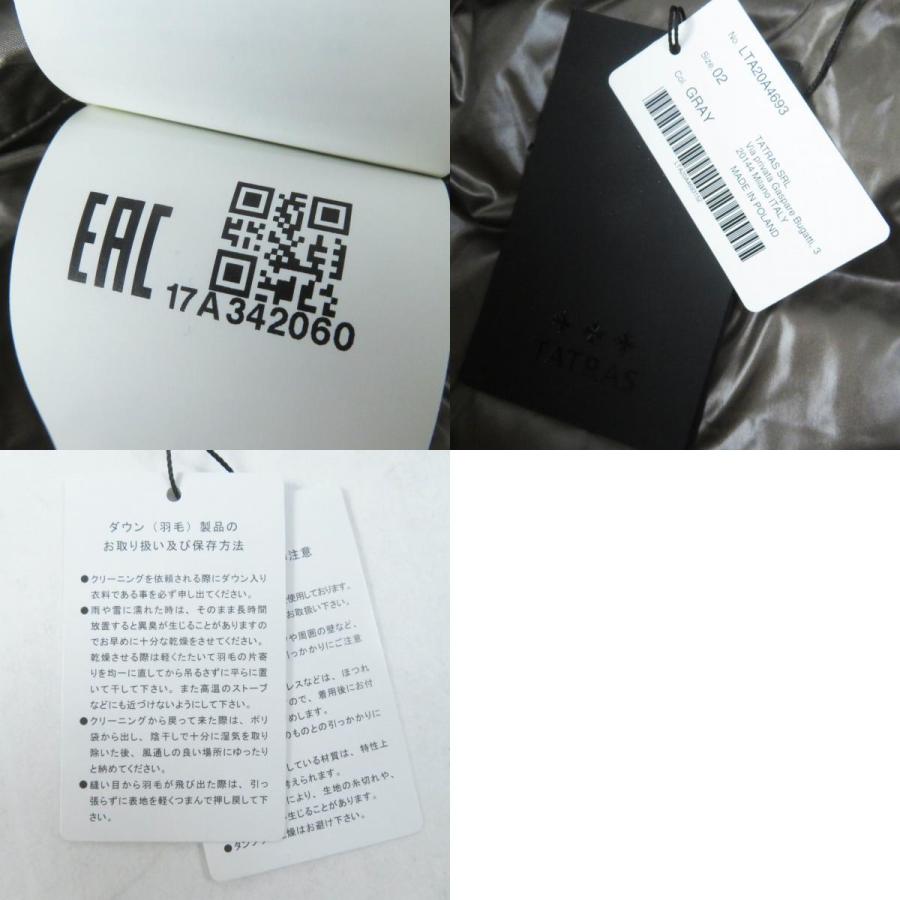 EAC
17A342060
No. LTA20A4693
Size. 02
Col. GRAY
TATRAS SRL
Via privata Gaspare Bugatti, 3
20144 Milano ITALY
MADE IN POLAND
TATRAS
ダウン（羽毛）製品の
お取り扱い及び保存方法
●クリーニングを依頼される際にダウン入り
衣料である事を必ず申し出てください。
●雨や雪に濡れた時は、そのまま長時間
放置すると異臭が生じることがありますの
でお早めに十分な乾燥をさせてください。
乾燥させる際は軽くたたいて羽毛の片寄
りを均一に直してから吊るさずに平らに置
いて干して下さい。また高温のストーブ
などにも近づけないようにして下さい。
●クリーニングから戻って来た際は、ポリ
袋から出し、陰干しで十分に湿気を取り
除いた後、風通しの良い場所にゆったり
と納めてください。
●縫い目から羽毛が飛び出た際は、引っ
張らずに表地を軽くつまんで押し戻して下
さい。
注意
使用しております。
お取扱い下さい。
や周囲の壁など、
引っかかりにご注意
レスなどは、ほつれ
ので、着用後にお付
めします。
のものとの引っかかりに
している材質は、特性上
考えられます。
により、生地の糸切れや、
生じることがあります。
燥はお避け下さい。